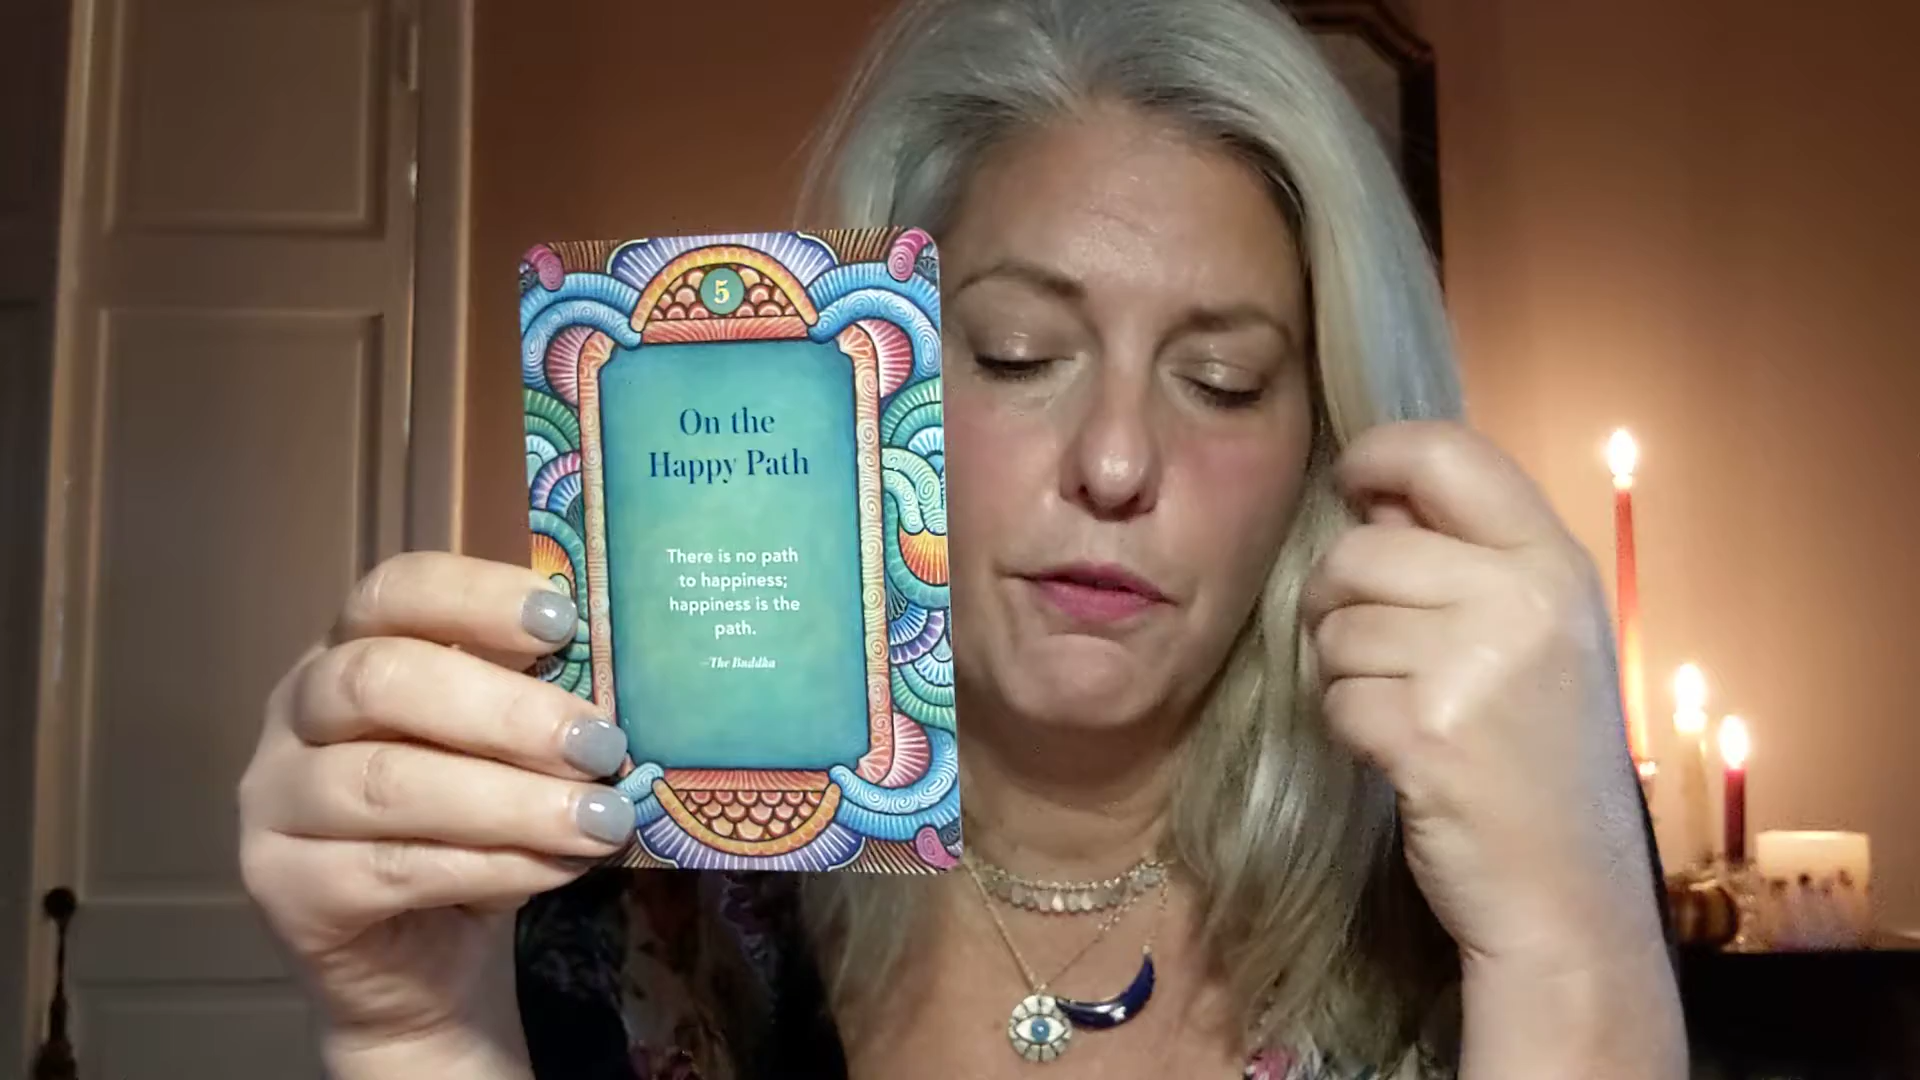 5
On the
Happy Path
There is no path
to happiness;
happiness is the
path.
–The Buddha